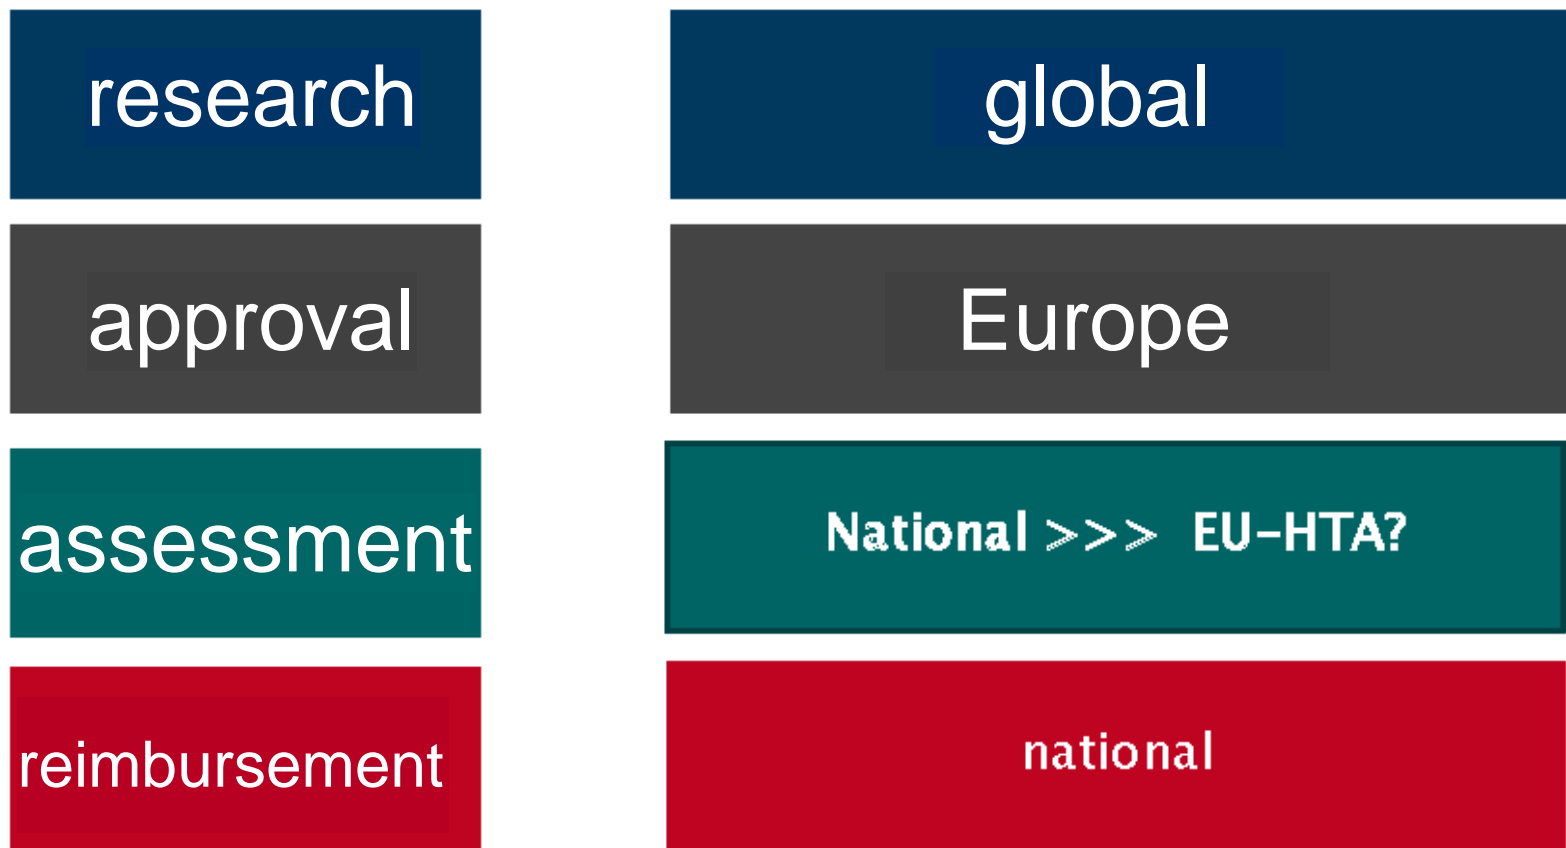 research
global
approval
Europe
assessment
National >>> EU-HTA?
reimbursement
national